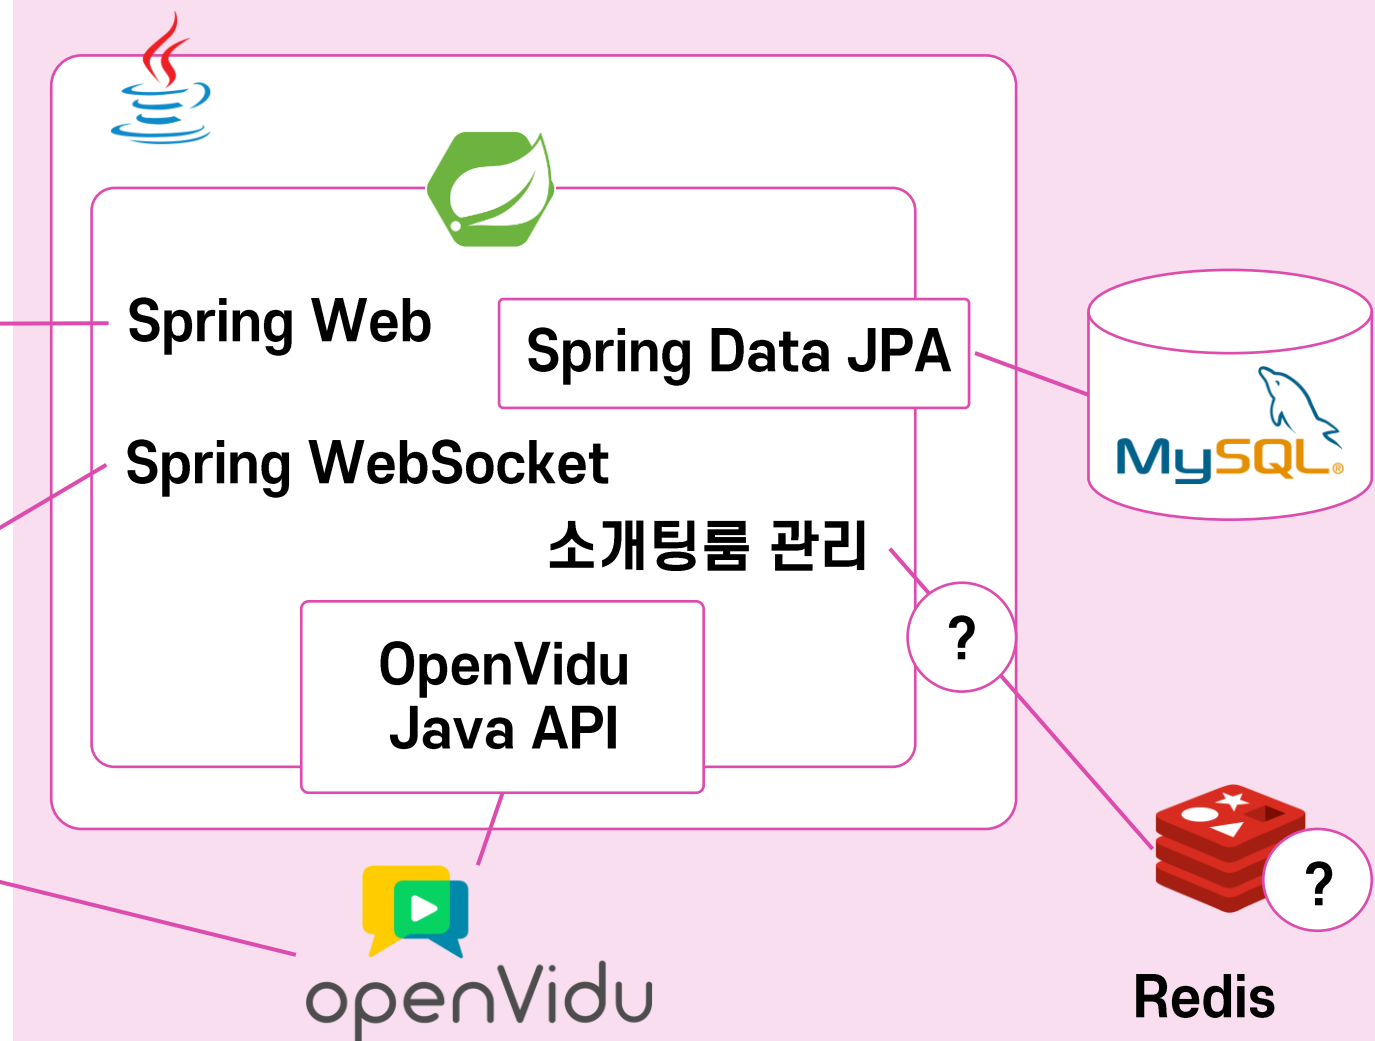 Spring Web
Spring Data JPA
MySQL®
Spring WebSocket
소개팅룸 관리
?
OpenVidu
Java API
?
openVidu
Redis